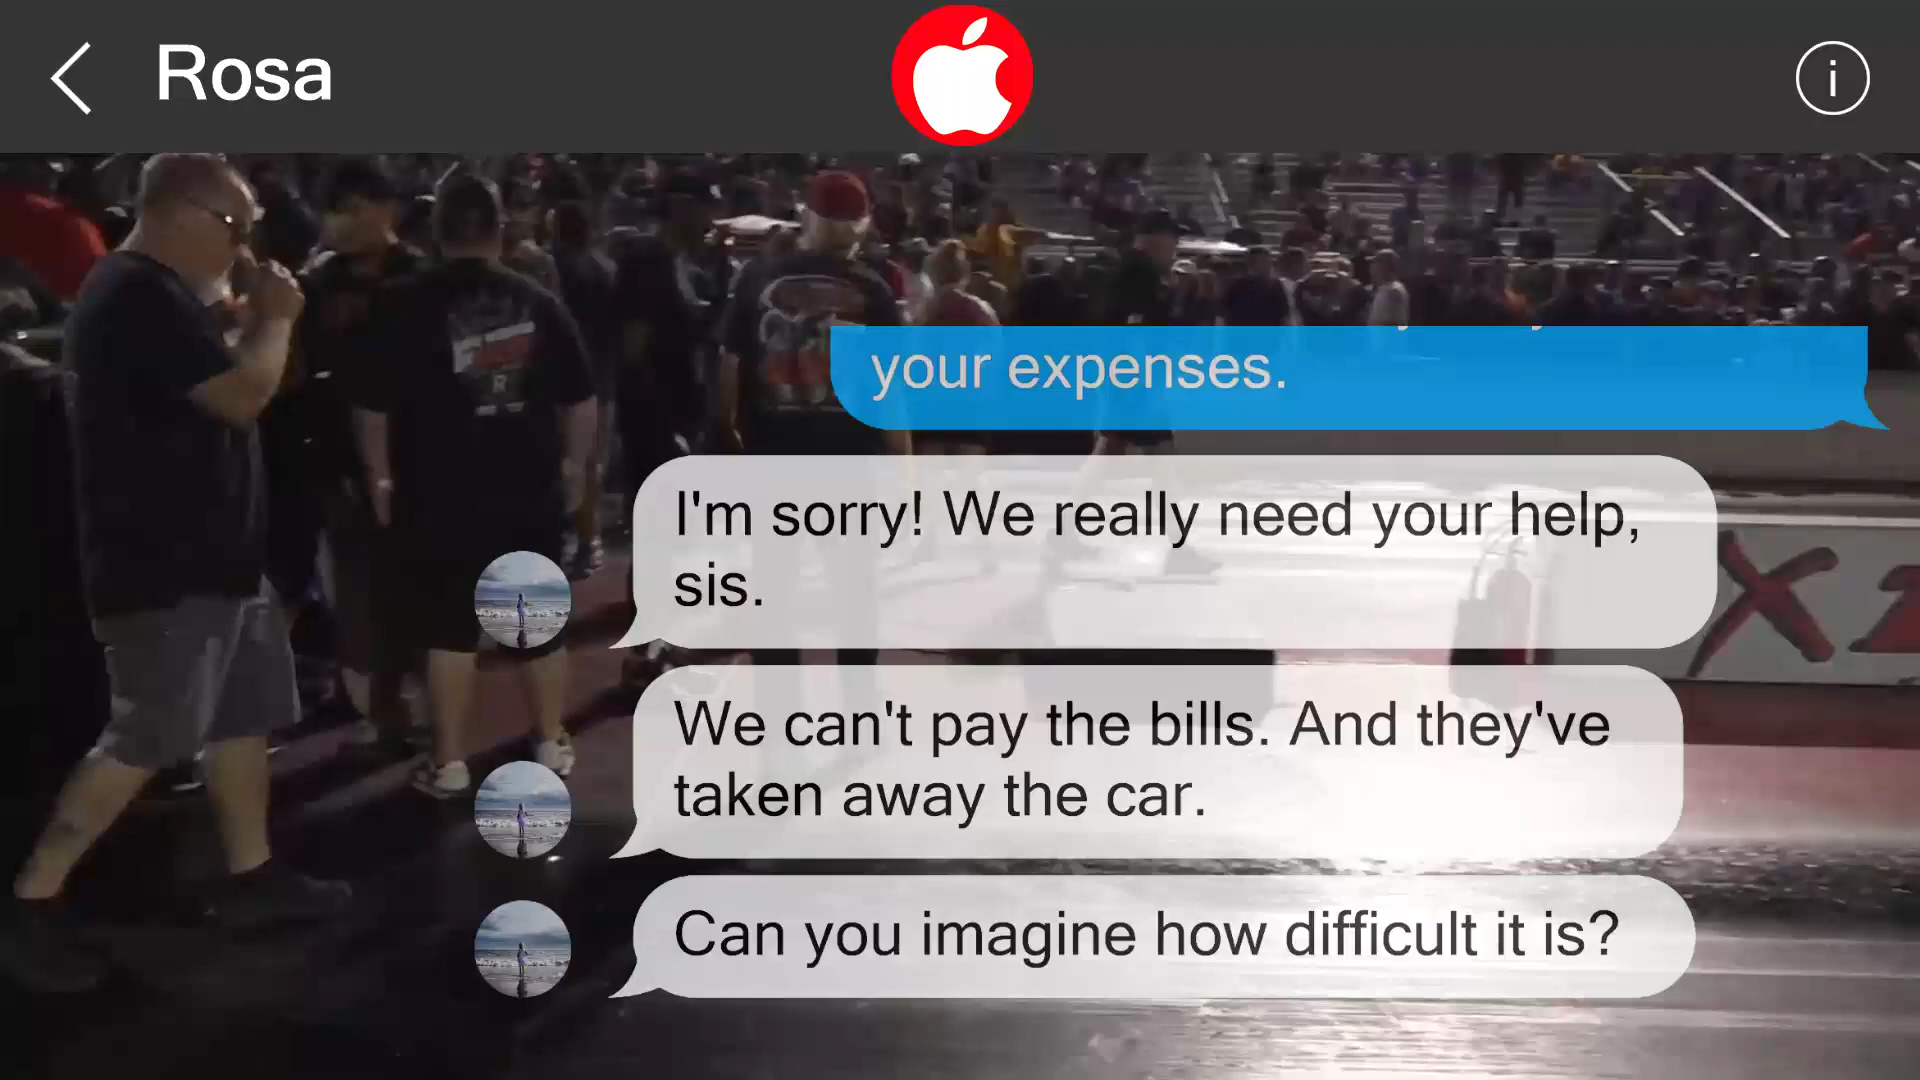 Rosa
your expenses.
I'm sorry! We really need your help,
sis.
We can't pay the bills. And they've
taken away the car.
Can you imagine how difficult it is?